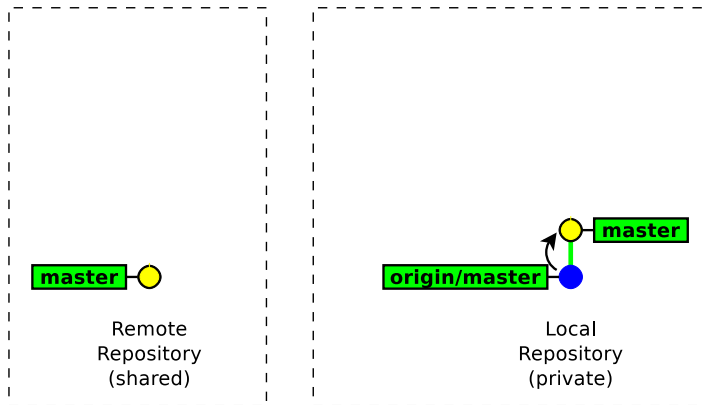 master
origin/master
master
Remote
Repository
(shared)
Local
Repository
(private)